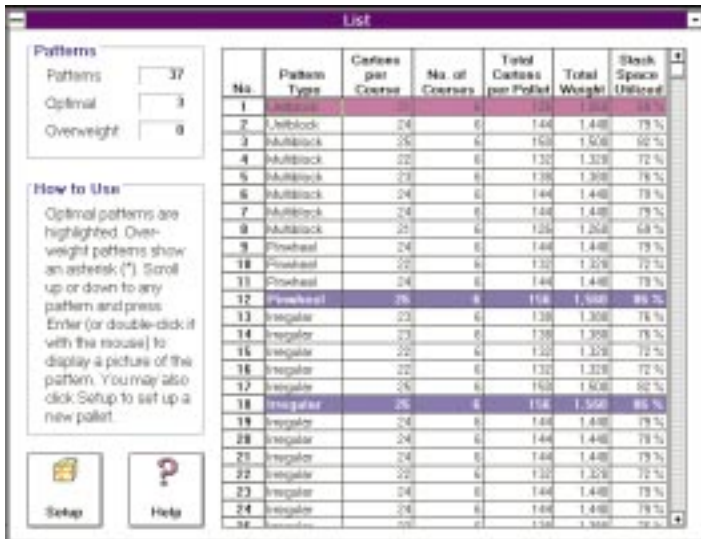 List
Patterns
Patterns 37
Optimal 3
Overweight 0
How to Use
Optimal patterns are
highlighted. Over-
weight patterns show
an asterisk (*). Scroll
up or down to any
pattern and press
Enter (or double-click it
with the mouse) to
display a picture of the
pattern. You may also
click Setup to set up a
new pallet.
Setup
Help
No. Pattern Type Cartons per Course No. of Courses Total Cartons per Pallet Total Weight Stack Space Utilized
1 Unitblock 21 6 126
2 Unitblock 24 6 144 1,440 79 %
3 Multiblock 25 6 150 1,500 82 %
4 Multiblock 22 6 132 1,320 72 %
5 Multiblock 23 6 138 1,380 76 %
6 Multiblock 24 6 144 1,440 79 %
7 Multiblock 24 6 144 1,440 79 %
8 Multiblock 21 6 126 1,260 69 %
9 Pinwheel 24 6 144 1,440 79 %
10 Pinwheel 22 6 132 1,320 72 %
11 Pinwheel 24 6 144 1,440 79 %
12 Pinwheel 26 6 156 1,560 86 %
13 Irregular 23 6 138 1,380 76 %
14 Irregular 23 6 138 1,380 76 %
15 Irregular 22 6 132 1,320 72 %
16 Irregular 22 6 132 1,320 72 %
17 Irregular 25 6 150 1,500 82 %
18 Irregular 26 6 156 1,560 86 %
19 Irregular 24 6 144 1,440 79 %
20 Irregular 24 6 144 1,440 79 %
21 Irregular 24 6 144 1,440 79 %
22 Irregular 22 6 132 1,320 72 %
23 Irregular 24 6 144 1,440 79 %
24 Irregular 24 6 144 1,440 79 %